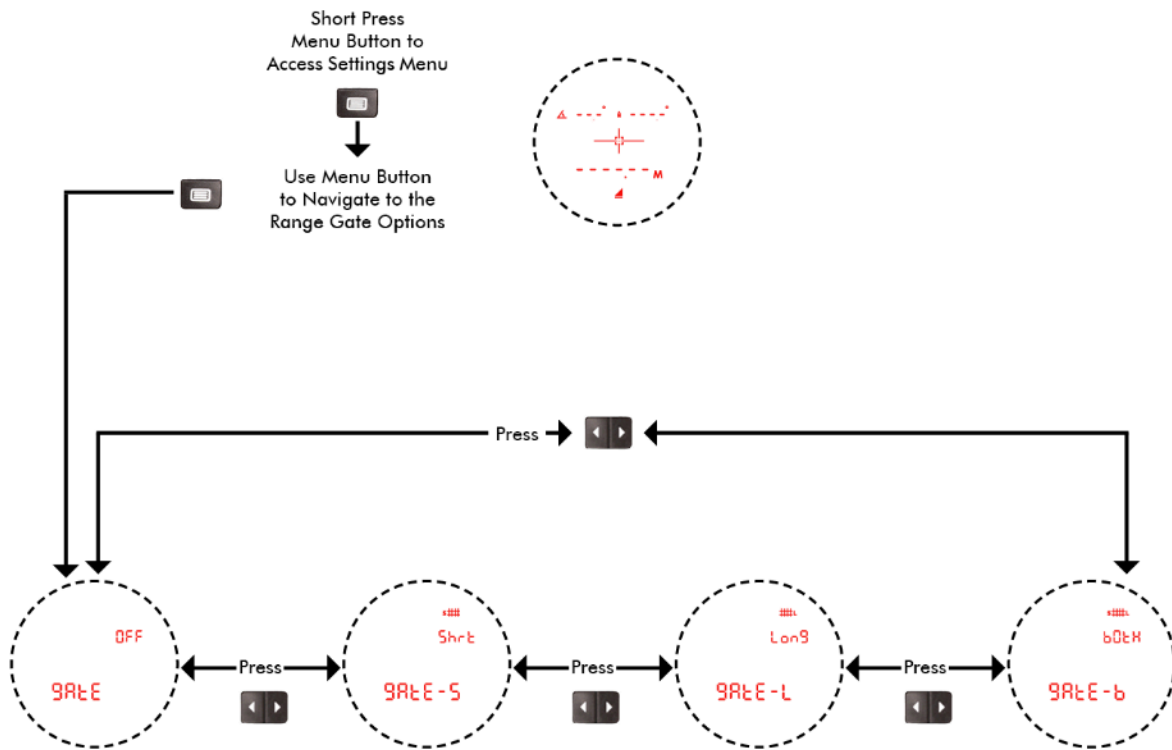 Short Press
Menu Button to
Access Settings Menu
Use Menu Button
to Navigate to the
Range Gate Options
M
Press
OFF
gAtE
Press
S
Shrt
gAtE-S
Press
L
Long
gAtE-L
Press
S L
bOtH
gAtE-b